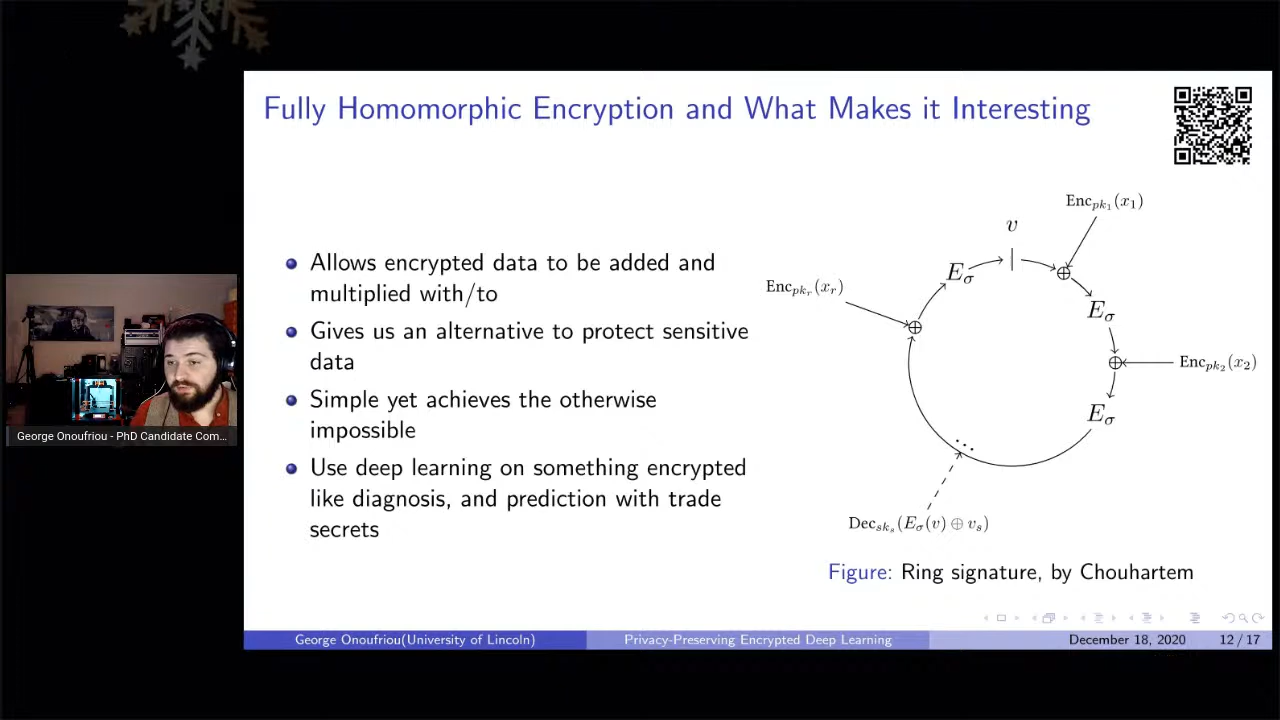 Fully Homomorphic Encryption and What Makes it Interesting
Allows encrypted data to be added and
multiplied with/to
Gives us an alternative to protect sensitive
data
Simple yet achieves the otherwise
impossible
Use deep learning on something encrypted
like diagnosis, and prediction with trade
secrets
v
Enc_{pk_1}(x_1)
E_σ
⊕
Enc_{pk_r}(x_r)
⊕
E_σ
⊕
Enc_{pk_2}(x_2)
E_σ
⋱
Dec_{sk_s}(E_σ(v) ⊕ v_s)
Figure: Ring signature, by Chouhartem
George Onoufriou - PhD Candidate Com...
George Onoufriou(University of Lincoln)
Privacy-Preserving Encrypted Deep Learning
December 18, 2020
12 / 17